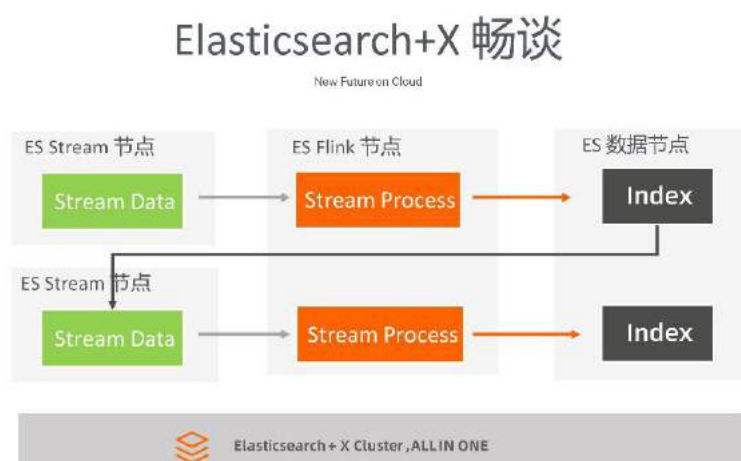 Elasticsearch+X 畅谈
New Future on Cloud
ES Stream 节点
ES Flink 节点
ES 数据节点
Stream Data
Stream Process
Index
ES Stream 节点
Stream Data
Stream Process
Index
Elasticsearch + X Cluster ,ALL IN ONE